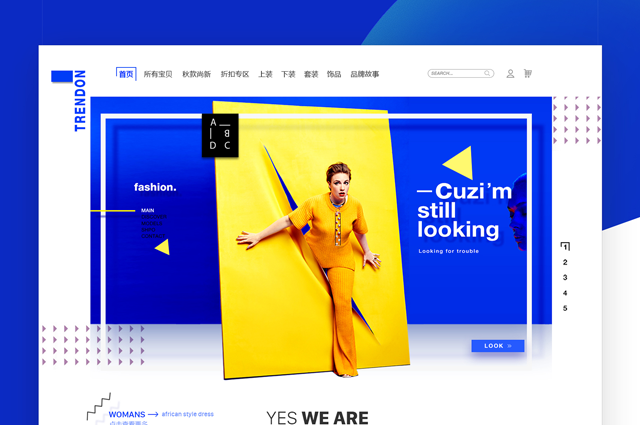 TRENDON
首页 所有宝贝 秋款尚新 折扣专区 上装 下装 套装 饰品 品牌故事
SEARCH...
A B
D C
fashion.
MAIN
—Cuzi'm
still
looking
Looking for trouble
1
2
3
4
5
LOOK »
WOMANS → african style dress
YES WE ARE